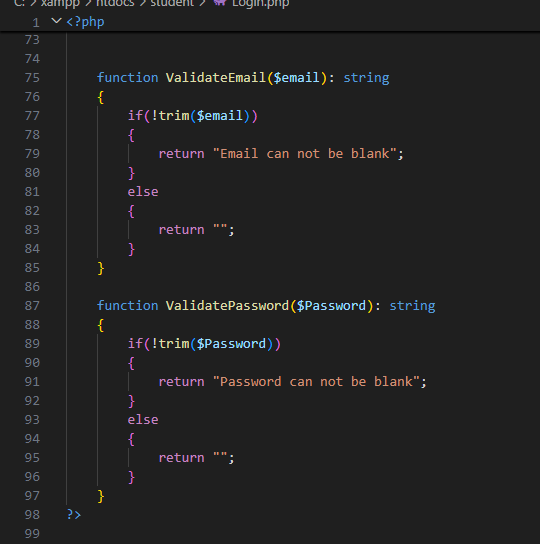 C: > xampp > htdocs > student > Login.php
1 <?php
73
74
75 function ValidateEmail($email): string
76 {
77 if(!trim($email))
78 {
79 return "Email can not be blank";
80 }
81 else
82 {
83 return "";
84 }
85 }
86
87 function ValidatePassword($Password): string
88 {
89 if(!trim($Password))
90 {
91 return "Password can not be blank";
92 }
93 else
94 {
95 return "";
96 }
97 }
98 ?>
99